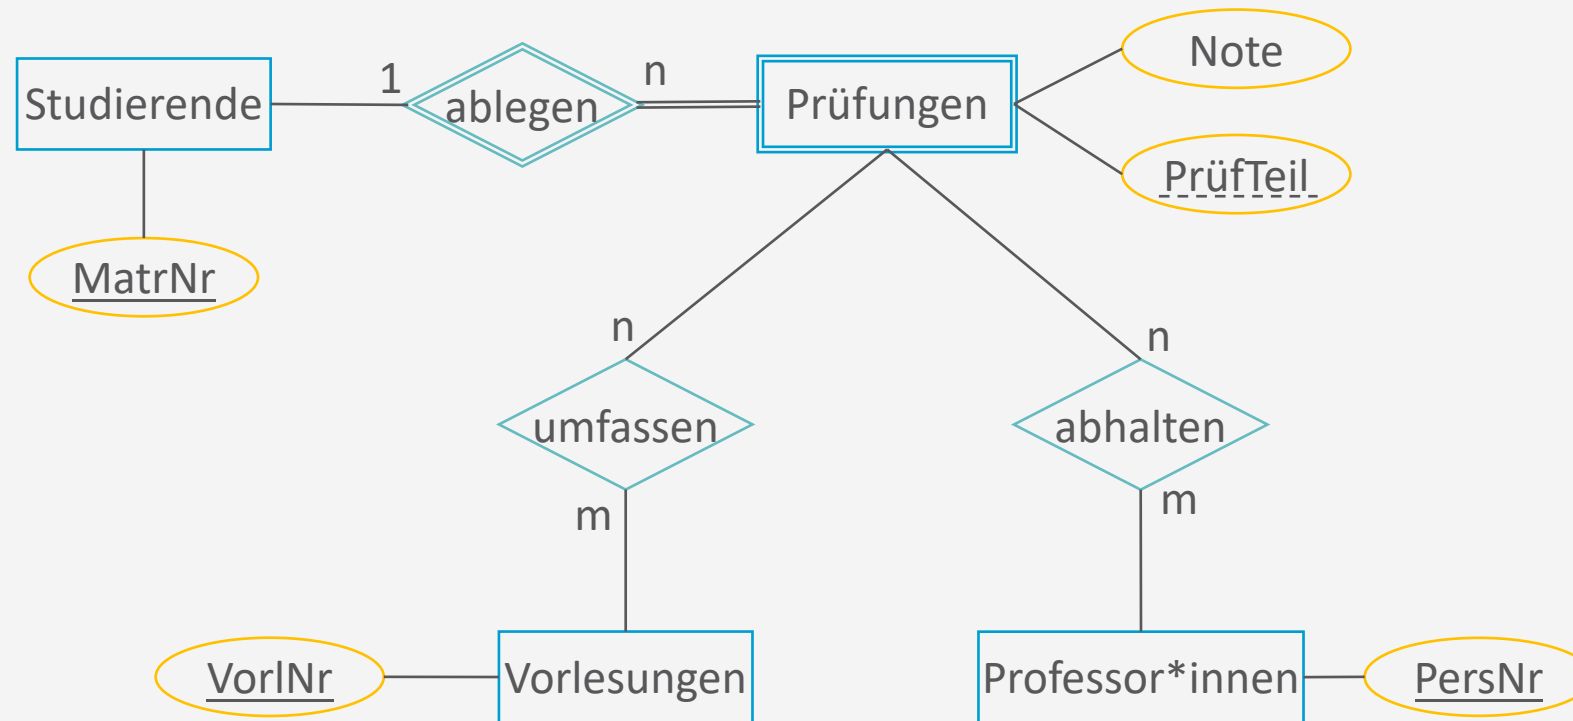 Studierende
1
ablegen
n
Prüfungen
Note
PrüfTeil
MatrNr
n
n
umfassen
abhalten
m
m
VorlNr
Vorlesungen
Professor*innen
PersNr